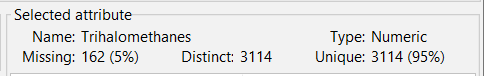 Selected attribute
Name: Trihalomethanes Type: Numeric
Missing: 162 (5%) Distinct: 3114 Unique: 3114 (95%)